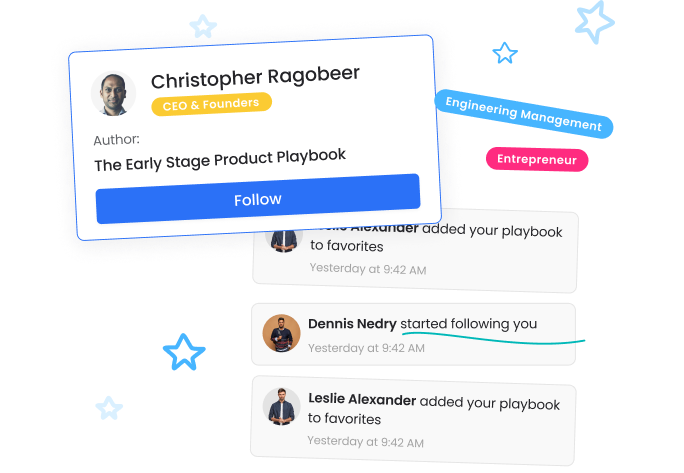 Christopher Ragobeer
CEO & Founders
Engineering Management
Author:
Entrepreneur
The Early Stage Product Playbook
Follow
Alexander added your playbook
to favorites
Yesterday at 9:42 AM
Dennis Nedry started following you
Yesterday at 9:42 AM
Leslie Alexander added your playbook
to favorites
Yesterday at 9:42 AM